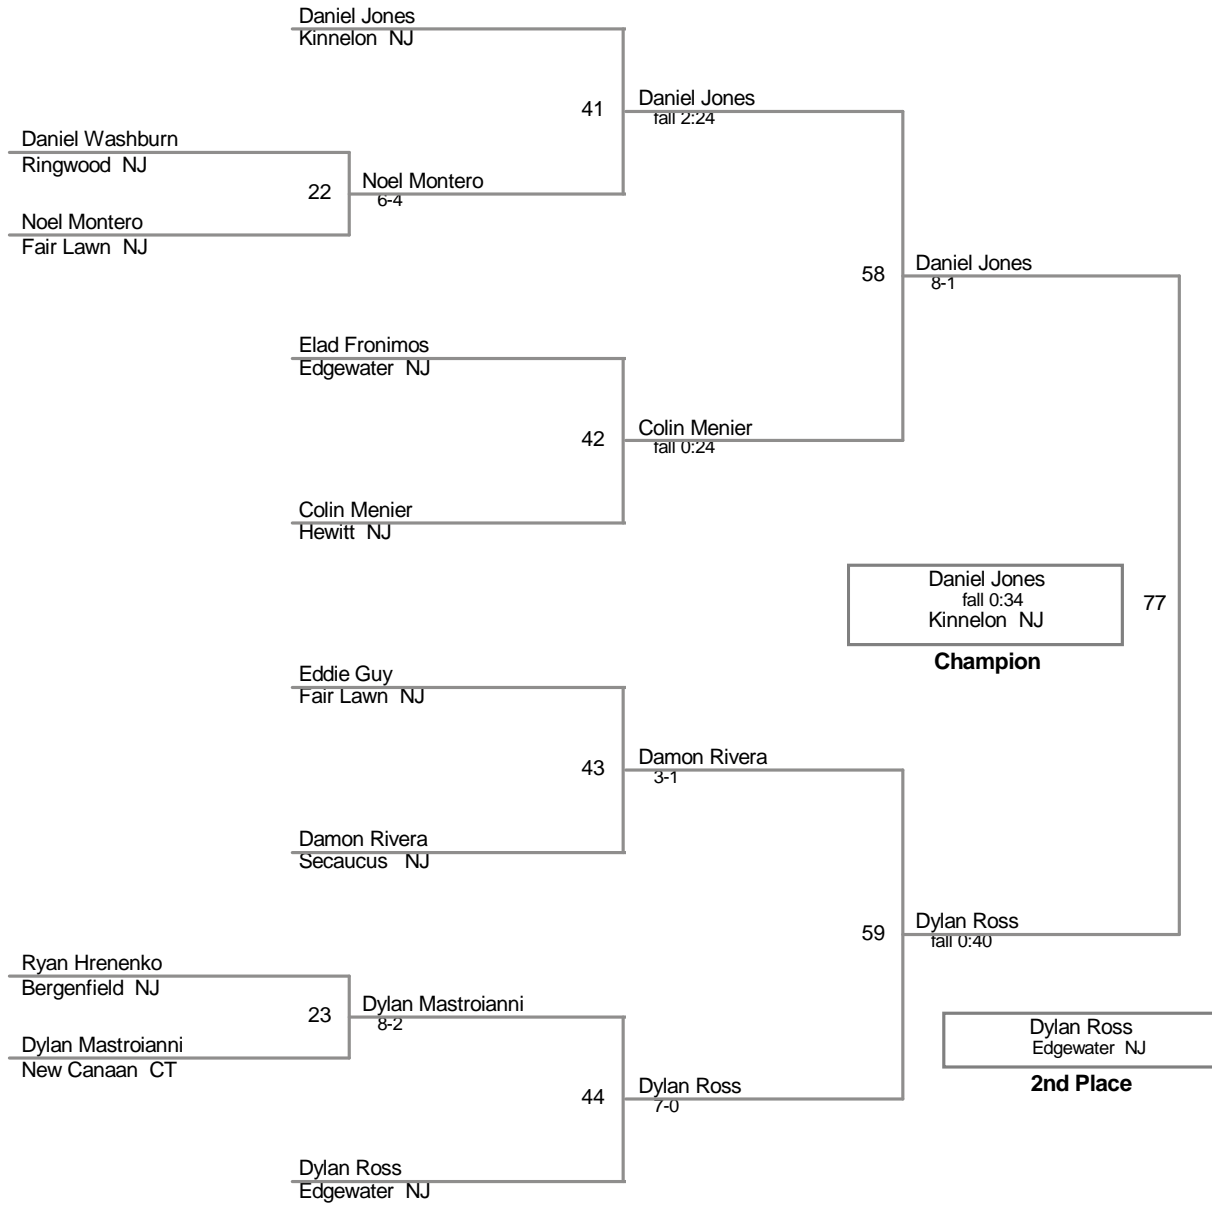 Daniel Jones
Kinnelon NJ
41
Daniel Jones
fall 2:24
Daniel Washburn
Ringwood NJ
22
Noel Montero
6-4
Noel Montero
Fair Lawn NJ
58
Daniel Jones
8-1
Elad Fronimos
Edgewater NJ
42
Colin Menier
fall 0:24
Colin Menier
Hewitt NJ
Daniel Jones
fall 0:34
Kinnelon NJ
77
Champion
Eddie Guy
Fair Lawn NJ
43
Damon Rivera
3-1
Damon Rivera
Secaucus NJ
59
Dylan Ross
fall 0:40
Ryan Hrenenko
Bergenfield NJ
23
Dylan Mastroianni
8-2
Dylan Mastroianni
New Canaan CT
Dylan Ross
Edgewater NJ
2nd Place
44
Dylan Ross
7-0
Dylan Ross
Edgewater NJ